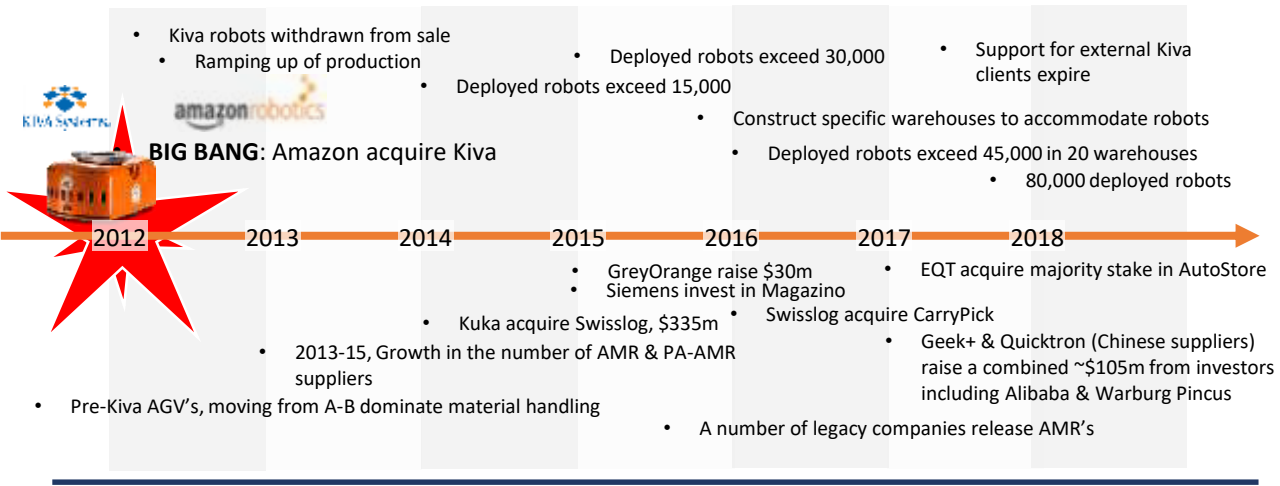 • Kiva robots withdrawn from sale
• Ramping up of production
• Deployed robots exceed 30,000
• Deployed robots exceed 15,000
• Support for external Kiva
clients expire
KIVA Systems
amazonrobotics
• Construct specific warehouses to accommodate robots
• BIG BANG: Amazon acquire Kiva
• Deployed robots exceed 45,000 in 20 warehouses
• 80,000 deployed robots
2012 2013 2014 2015 2016 2017 2018
• GreyOrange raise $30m
• Siemens invest in Magazino
• EQT acquire majority stake in AutoStore
• Kuka acquire Swisslog, $335m
• Swisslog acquire CarryPick
• 2013-15, Growth in the number of AMR & PA-AMR
suppliers
• Geek+ & Quicktron (Chinese suppliers)
raise a combined ~$105m from investors
including Alibaba & Warburg Pincus
• Pre-Kiva AGV's, moving from A-B dominate material handling
• A number of legacy companies release AMR's